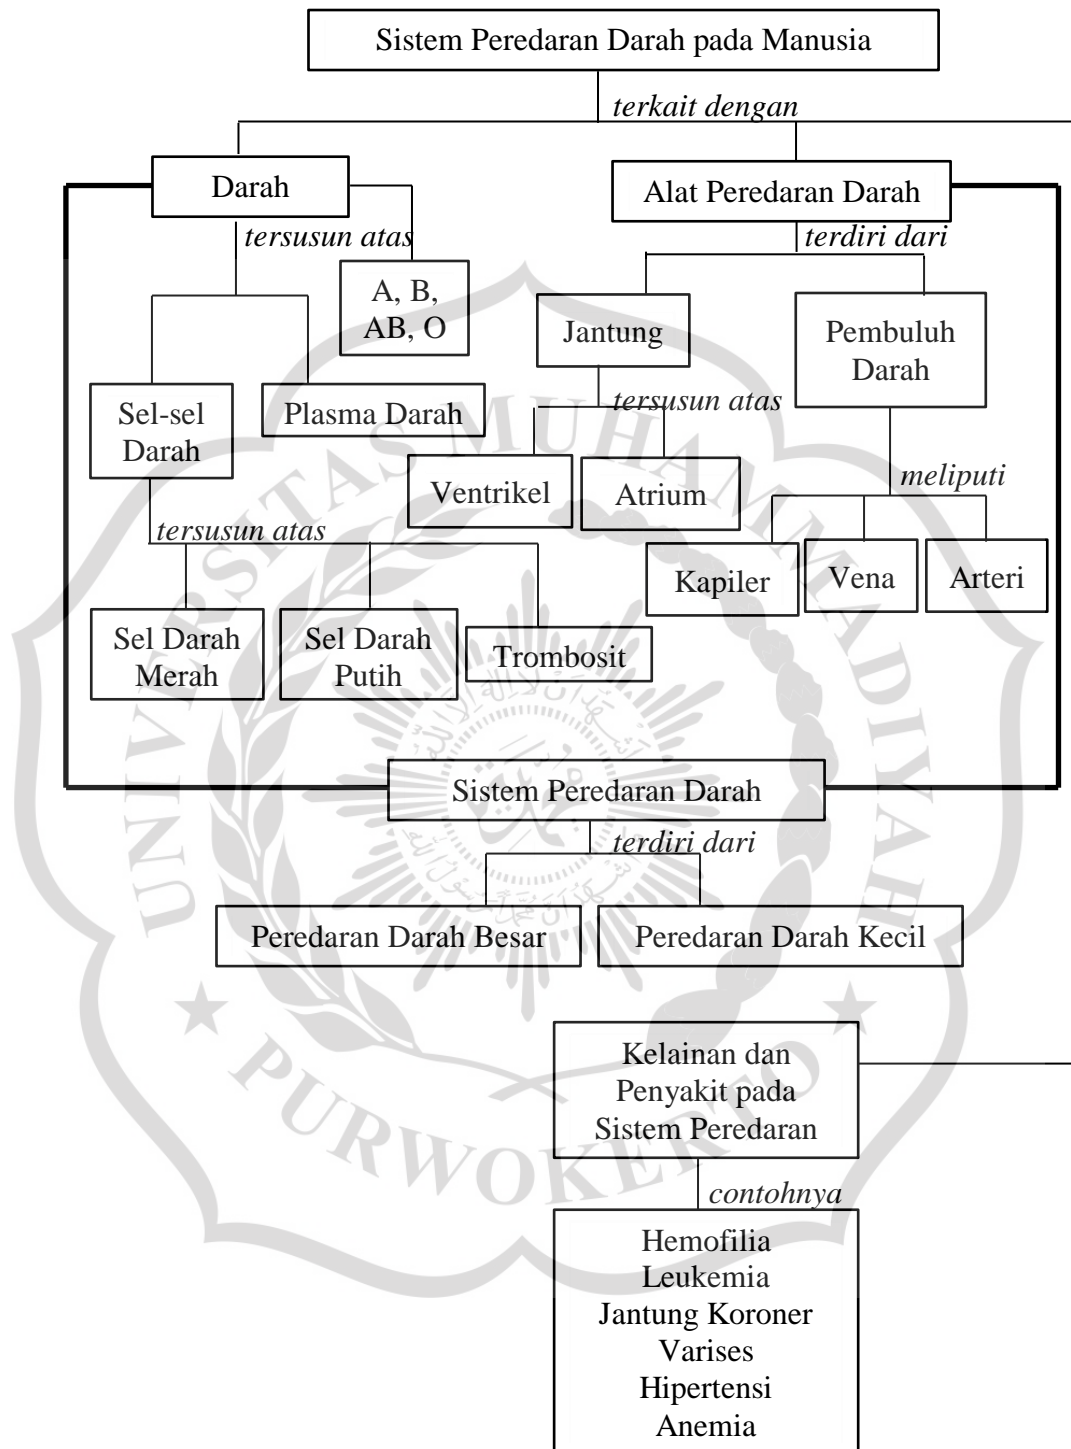 Sistem Peredaran Darah pada Manusia
terkait dengan
Darah
Alat Peredaran Darah
tersusun atas
terdiri dari
A, B,
AB, O
Jantung
Pembuluh
Darah
Sel-sel
Darah
Plasma Darah
tersusun atas
Ventrikel
Atrium
meliputi
tersusun atas
Kapiler
Vena
Arteri
Sel Darah
Merah
Sel Darah
Putih
Trombosit
Sistem Peredaran Darah
terdiri dari
Peredaran Darah Besar
Peredaran Darah Kecil
Kelainan dan
Penyakit pada
Sistem Peredaran
contohnya
Hemofilia
Leukemia
Jantung Koroner
Varises
Hipertensi
Anemia
UNIVERSITAS MUHAMMADIYAH
PURWOKERTO